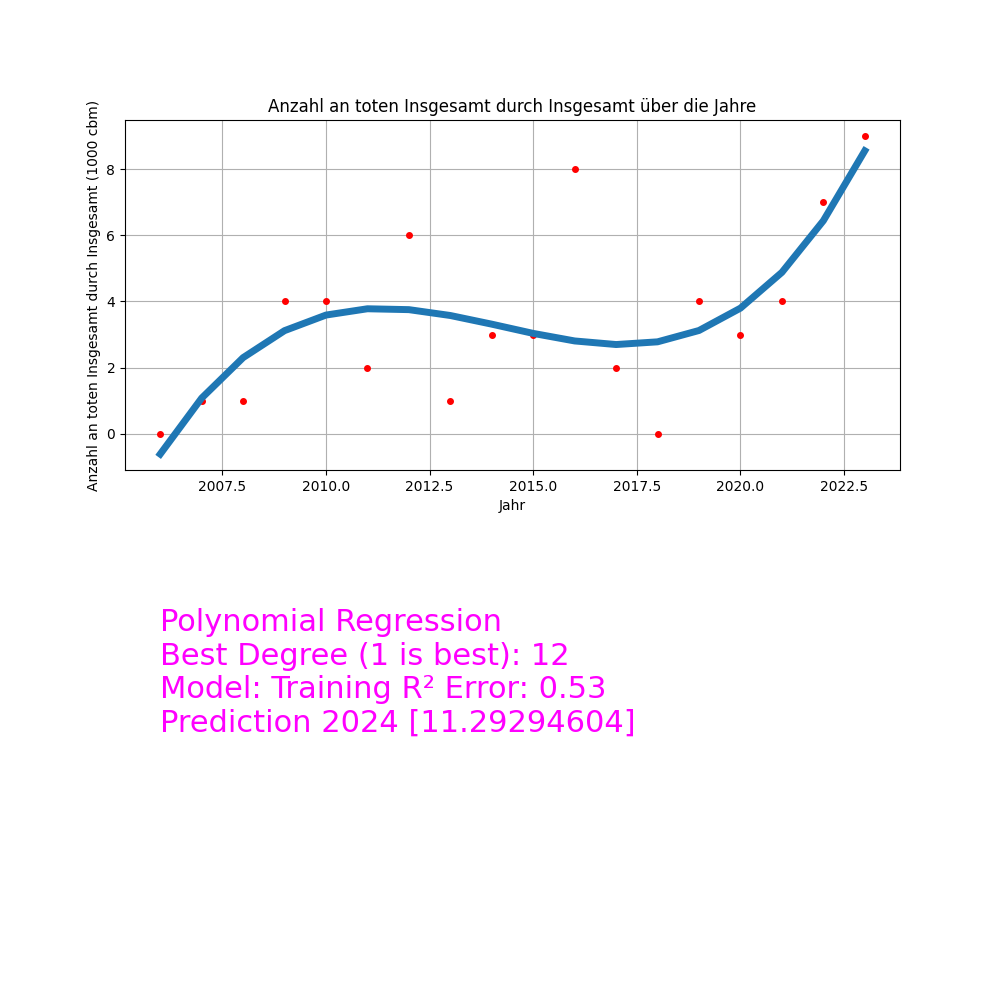 Anzahl an toten Insgesamt durch Insgesamt über die Jahre
Anzahl an toten Insgesamt durch Insgesamt (1000 cbm)
8
6
4
2
0
2007.5 2010.0 2012.5 2015.0 2017.5 2020.0 2022.5
Jahr
Polynomial Regression
Best Degree (1 is best): 12
Model: Training R² Error: 0.53
Prediction 2024 [11.29294604]